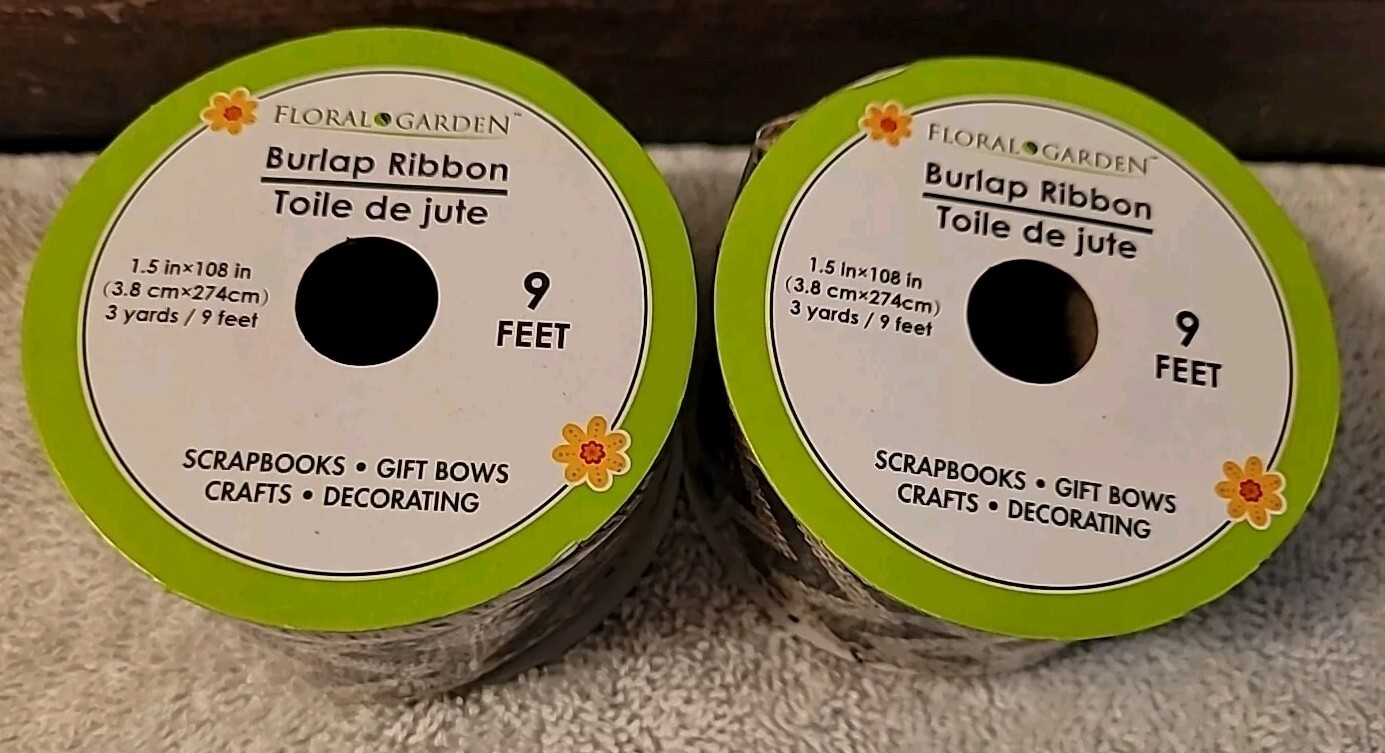 FLORAL GARDEN™
Burlap Ribbon
Toile de jute
1.5 in×108 in
(3.8 cm×274cm)
3 yards / 9 feet
9
FEET
SCRAPBOOKS • GIFT BOWS
CRAFTS • DECORATING
FLORAL GARDEN™
Burlap Ribbon
Toile de jute
1.5 in×108 in
(3.8 cm×274cm)
3 yards / 9 feet
9
FEET
SCRAPBOOKS • GIFT BOWS
CRAFTS • DECORATING